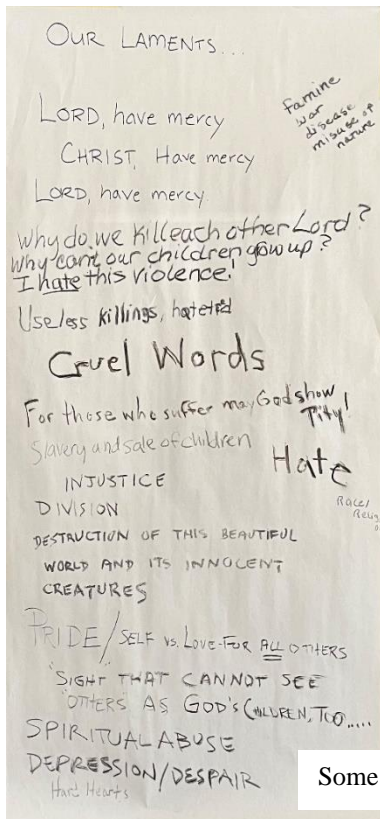 OUR LAMENTS...
famine
war
disease
misuse of
nature
LORD, have mercy
CHRIST, Have mercy
LORD, have mercy
Why do we kill each other Lord?
Why can't our children grow up?
I hate this violence!
Useless killings, hatred
Cruel Words
For those who suffer may God show
Pity!
Slavery and sale of children
Hate
INJUSTICE
Race/
DIVISION
DESTRUCTION OF THIS BEAUTIFUL
WORLD AND ITS INNOCENT
CREATURES
PRIDE/SELF vs. LOVE-FOR ALL OTHERS
"SIGHT THAT CANNOT SEE
"OTHERS" AS GOD'S CHILDREN, TOO.....
SPIRITUAL ABUSE
DEPRESSION/DESPAIR
Hard Hearts
Some